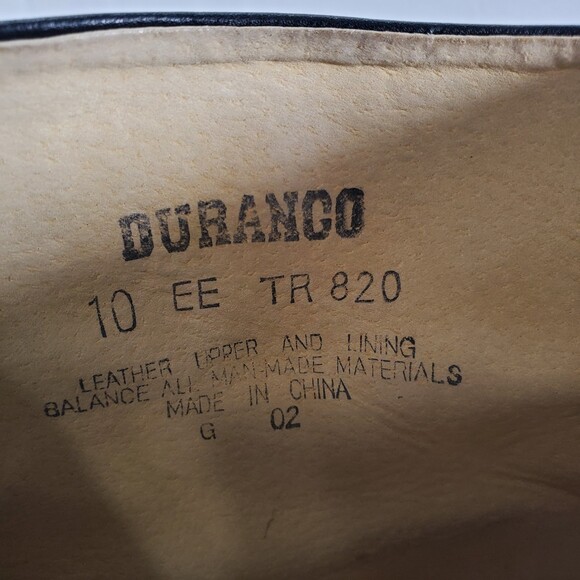 DURANGO
10 EE TR 820
LEATHER UPPER AND LINING
BALANCE ALL MAN-MADE MATERIALS
MADE IN CHINA
G 02